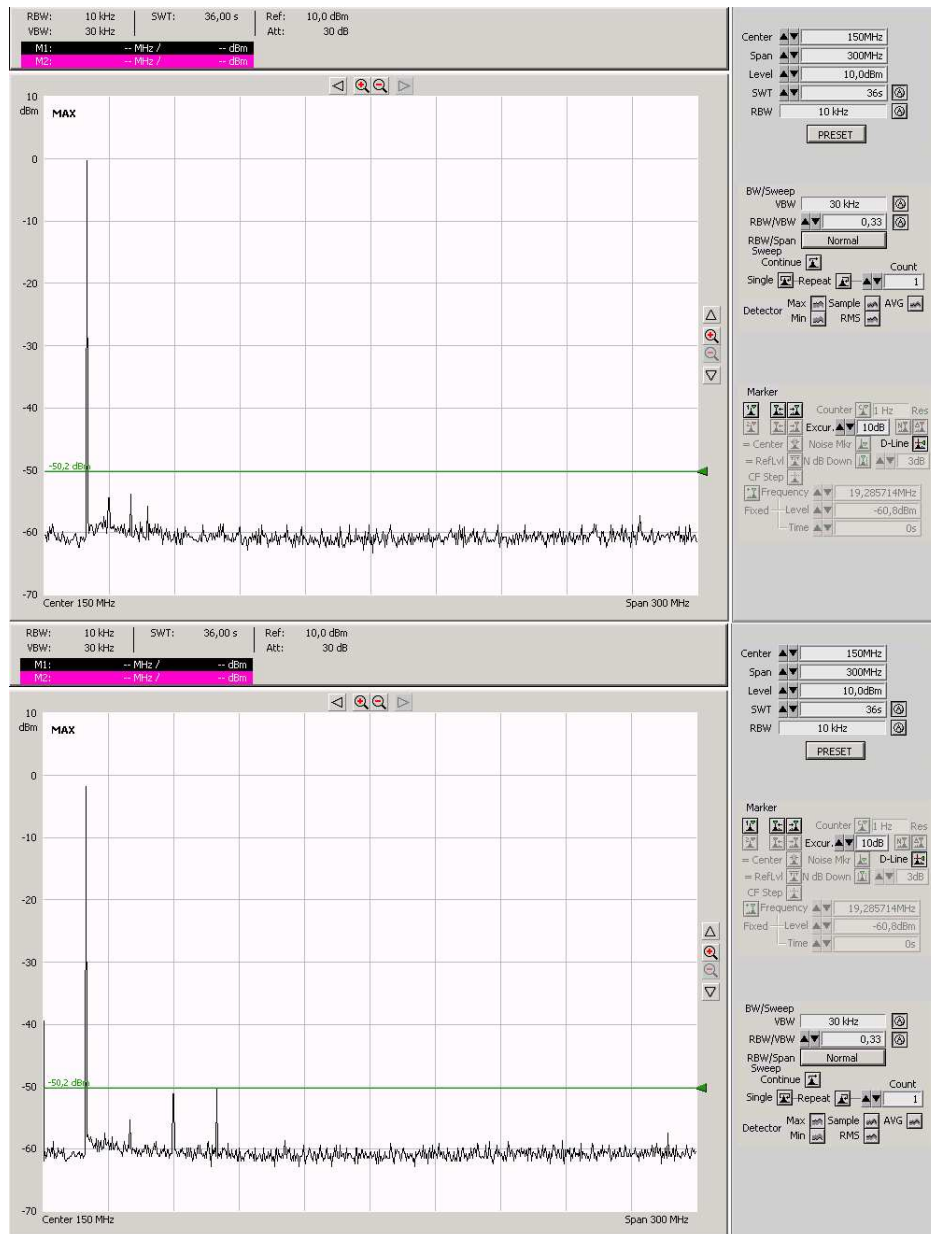 RBW: 10 kHz SWT: 36,00 s Ref: 10,0 dBm
VBW: 30 kHz Att: 30 dB
M1: -- MHz / -- dBm
M2: -- MHz / -- dBm
10
dBm MAX
0
-10
-20
-30
-40
-50 -50,2 dBm
-60
-70
Center 150 MHz Span 300 MHz
Center 150MHz
Span 300MHz
Level 10,0dBm
SWT 36s
RBW 10 kHz
PRESET
BW/Sweep
VBW 30 kHz
RBW/VBW 0,33
RBW/Span Normal
Sweep
Continue Count
Single Repeat 1
Max Sample AVG
Detector
Min RMS
Marker
Counter 1 Hz Res
Excur. 10dB
= Center Noise Mkr D-Line
= RefLvl N dB Down 3dB
CF Step
Frequency 19,285714MHz
Fixed Level -60,8dBm
Time 0s
RBW: 10 kHz SWT: 36,00 s Ref: 10,0 dBm
VBW: 30 kHz Att: 30 dB
M1: -- MHz / -- dBm
M2: -- MHz / -- dBm
10
dBm MAX
0
-10
-20
-30
-40
-50 -50,2 dBm
-60
-70
Center 150 MHz Span 300 MHz
Center 150MHz
Span 300MHz
Level 10,0dBm
SWT 36s
RBW 10 kHz
PRESET
Marker
Counter 1 Hz Res
Excur. 10dB
= Center Noise Mkr D-Line
= RefLvl N dB Down 3dB
CF Step
Frequency 19,285714MHz
Fixed Level -60,8dBm
Time 0s
BW/Sweep
VBW 30 kHz
RBW/VBW 0,33
RBW/Span Normal
Sweep
Continue Count
Single Repeat 1
Max Sample AVG
Detector
Min RMS